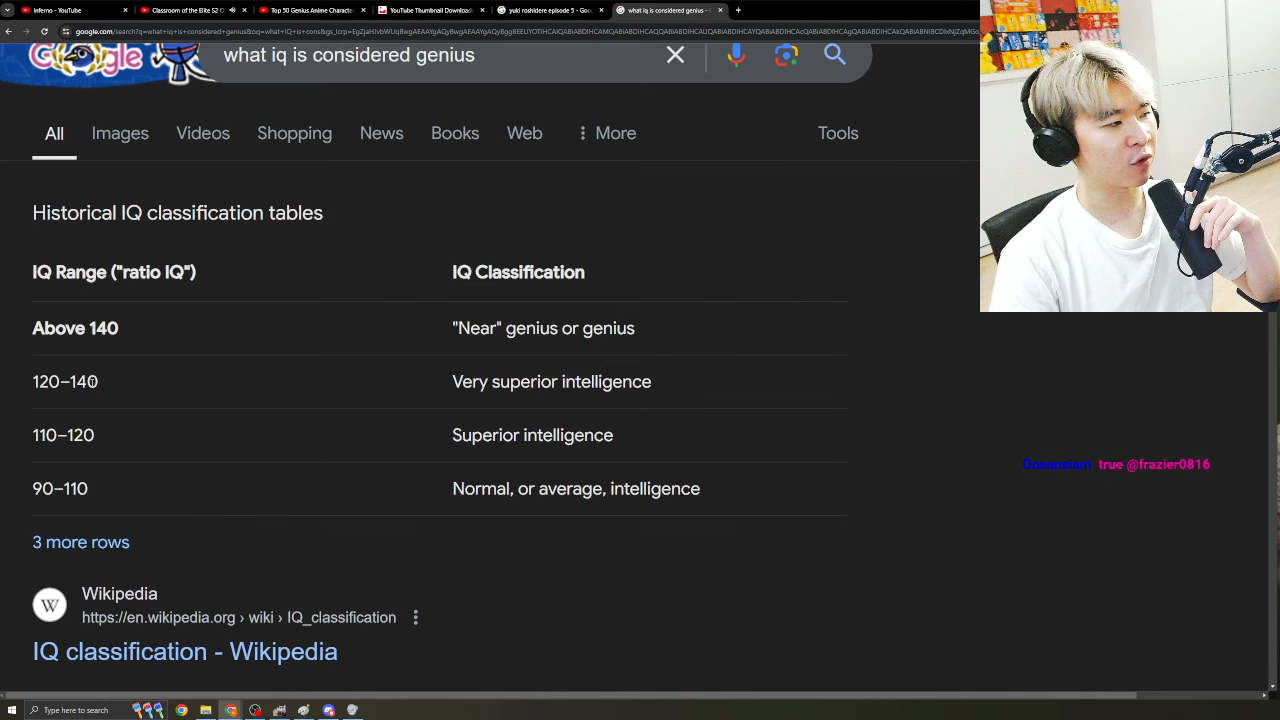 Inferno - YouTube
Classroom of the Elite S2 O
Top 50 Genius Anime Character
YouTube Thumbnail Download
yuki roshidere episode 5 - Goo
what iq is considered genius - G
Google
what iq is considered genius
All
Images
Videos
Shopping
News
Books
Web
More
Tools
Historical IQ classification tables
IQ Range ("ratio IQ")
IQ Classification
Above 140
"Near" genius or genius
120–140
Very superior intelligence
110–120
Superior intelligence
90–110
Normal, or average, intelligence
3 more rows
W
Wikipedia
https://en.wikipedia.org › wiki › IQ_classification
IQ classification - Wikipedia
true @frazier0816
Type here to search